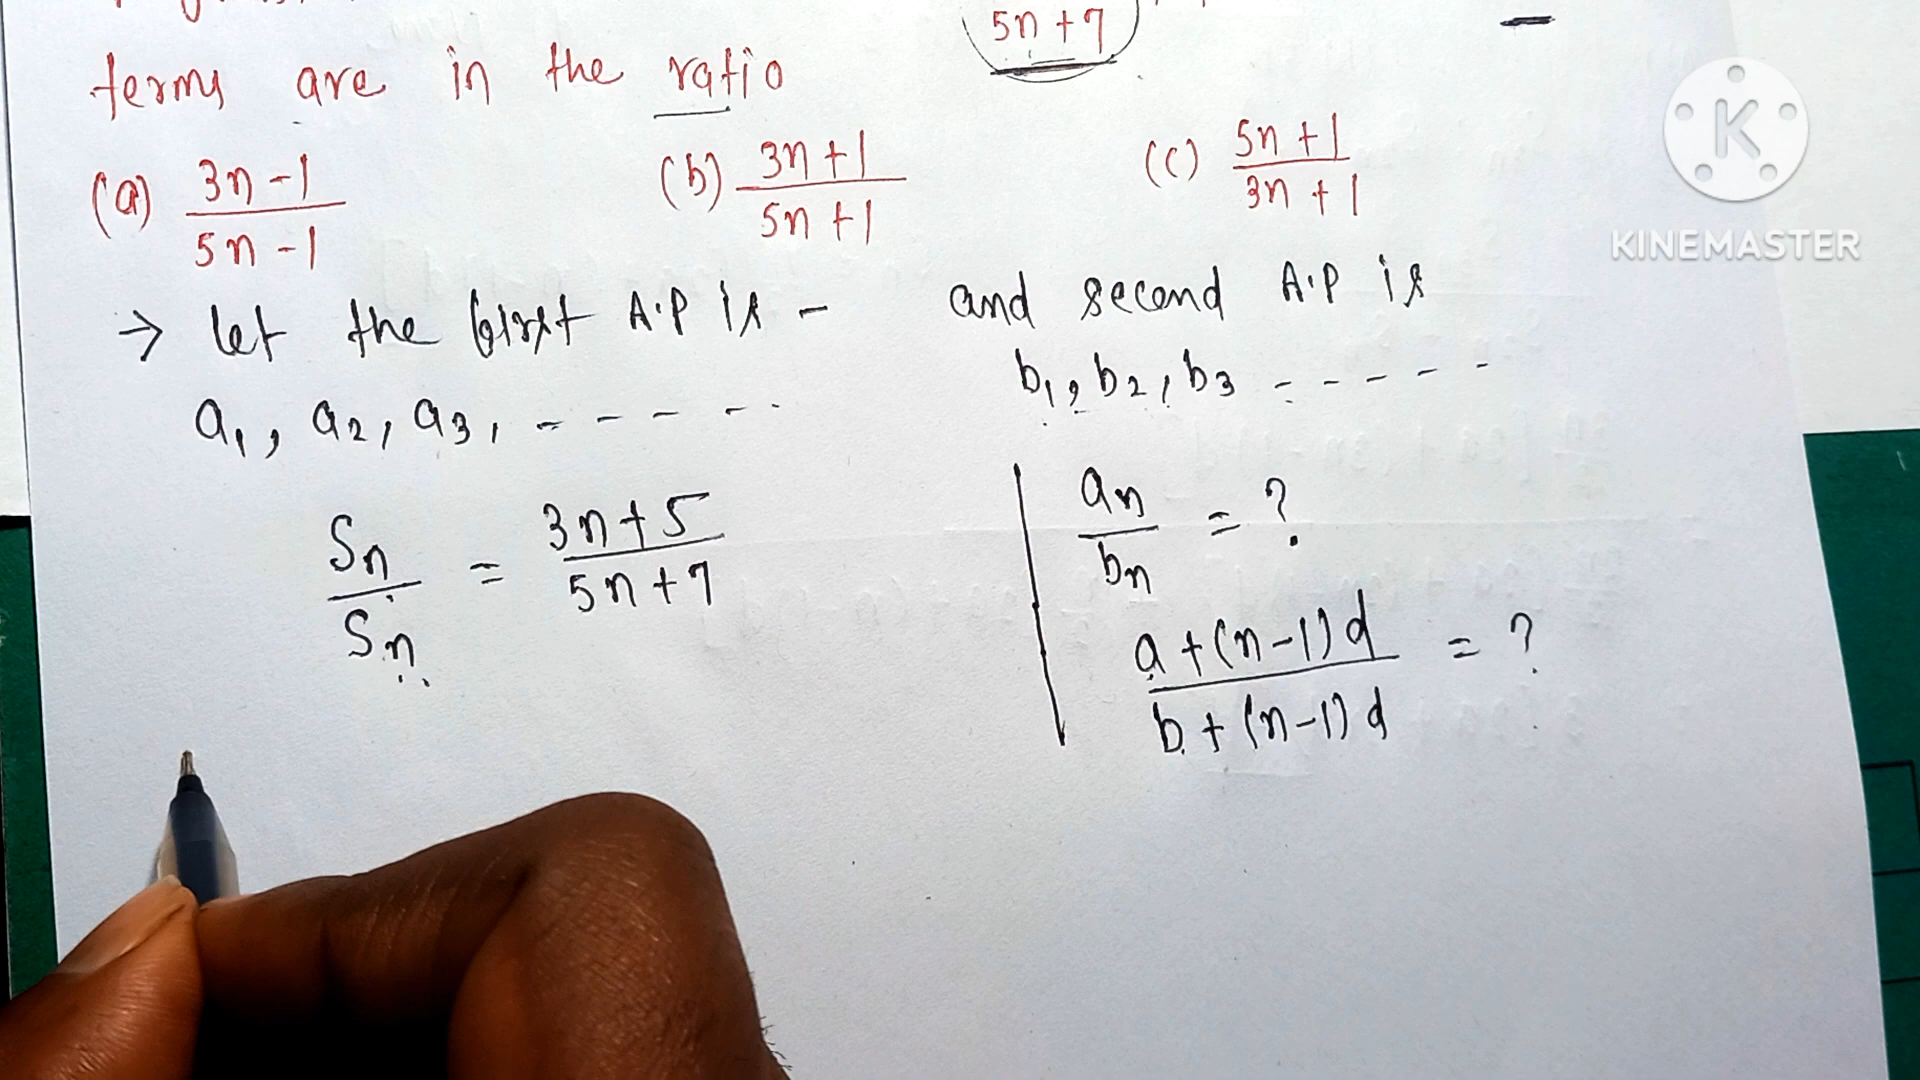 5n+7
terms are in the ratio
(a) 3n-1 / 5n-1 (b) 3n+1 / 5n+1 (c) 5n+1 / 3n+1
KINEMASTER
→ let the first A.P is - and second A.P is
a1, a2, a3, ----- b1, b2, b3 -----
Sn / Sn = 3n+5 / 5n+7
an / bn = ?
a+(n-1)d / b+(n-1)d = ?